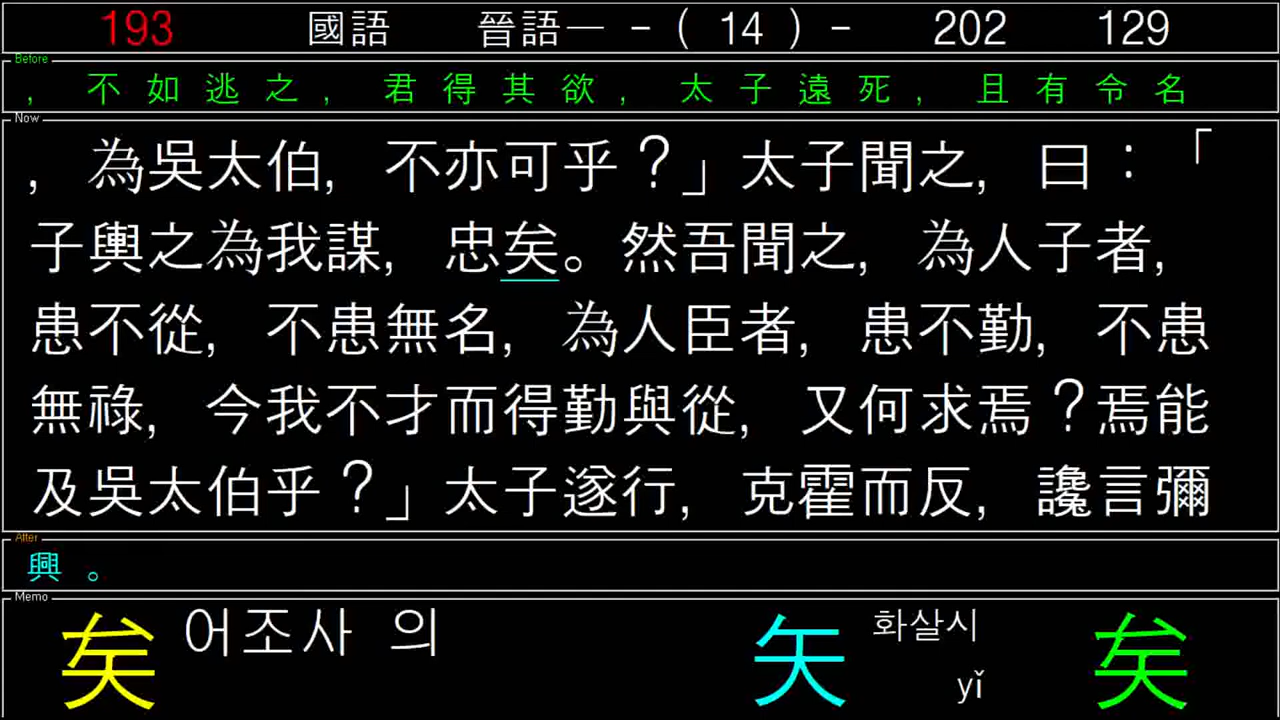 193 國語 晉語一 - ( 14 ) - 202 129
Before
, 不如逃之, 君得其欲, 太子遠死, 且有令名
Now
, 為吳太伯, 不亦可乎?」太子聞之, 曰:「
子輿之為我謀, 忠矣。然吾聞之, 為人子者,
患不從, 不患無名, 為人臣者, 患不勤, 不患
無祿, 今我不才而得勤與從, 又何求焉?焉能
及吳太伯乎?」太子遂行, 克霍而反, 讒言彌
After
興。
Memo
矣 어조사 의 矢 화살시 yǐ 矣